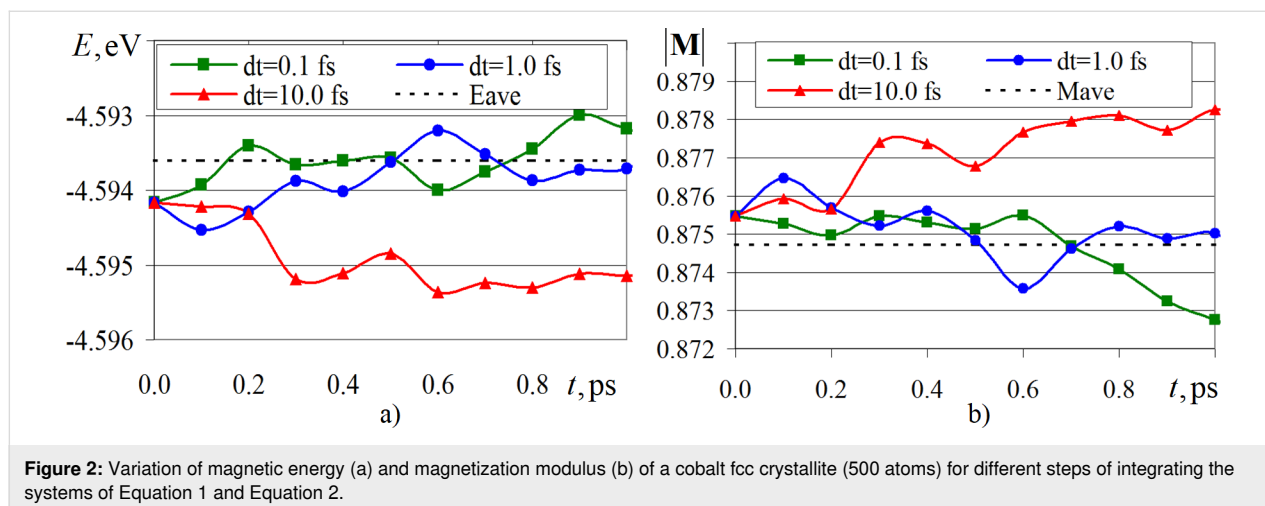 E, eV
dt=0.1 fs
dt=1.0 fs
dt=10.0 fs
Eave
-4.593
-4.594
-4.595
-4.596
0.0 0.2 0.4 0.6 0.8 t, ps
a)
|M|
dt=0.1 fs
dt=1.0 fs
dt=10.0 fs
Mave
0.879
0.878
0.877
0.876
0.875
0.874
0.873
0.872
0.0 0.2 0.4 0.6 0.8 t, ps
b)
Figure 2: Variation of magnetic energy (a) and magnetization modulus (b) of a cobalt fcc crystallite (500 atoms) for different steps of integrating the
systems of Equation 1 and Equation 2.